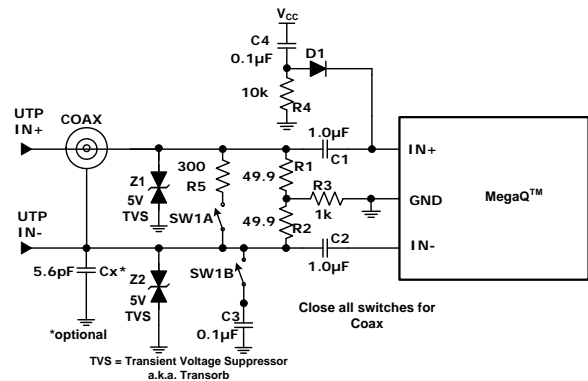 VCC
C4
0.1µF
D1
10k
R4
UTP
IN+
COAX
1.0µF
C1
300
R5
R1
49.9
R3
1k
IN+
GND
IN-
MegaQ™
Z1
5V
TVS
SW1A
49.9
R2
UTP
IN-
C2
1.0µF
5.6pF
Cx*
*optional
Z2
5V
TVS
SW1B
C3
0.1µF
Close all switches for
Coax
TVS = Transient Voltage Suppressor
a.k.a. Transorb